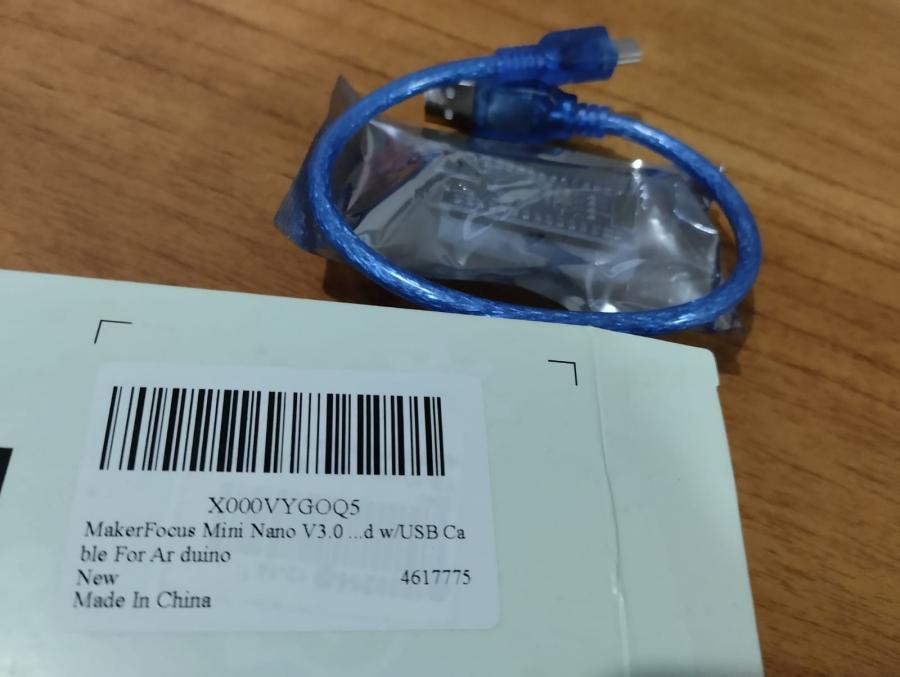 X000VYGOQ5
MakerFocus Mini Nano V3.0 ...d w/USB Ca
ble For Ar duino
New 4617775
Made In China